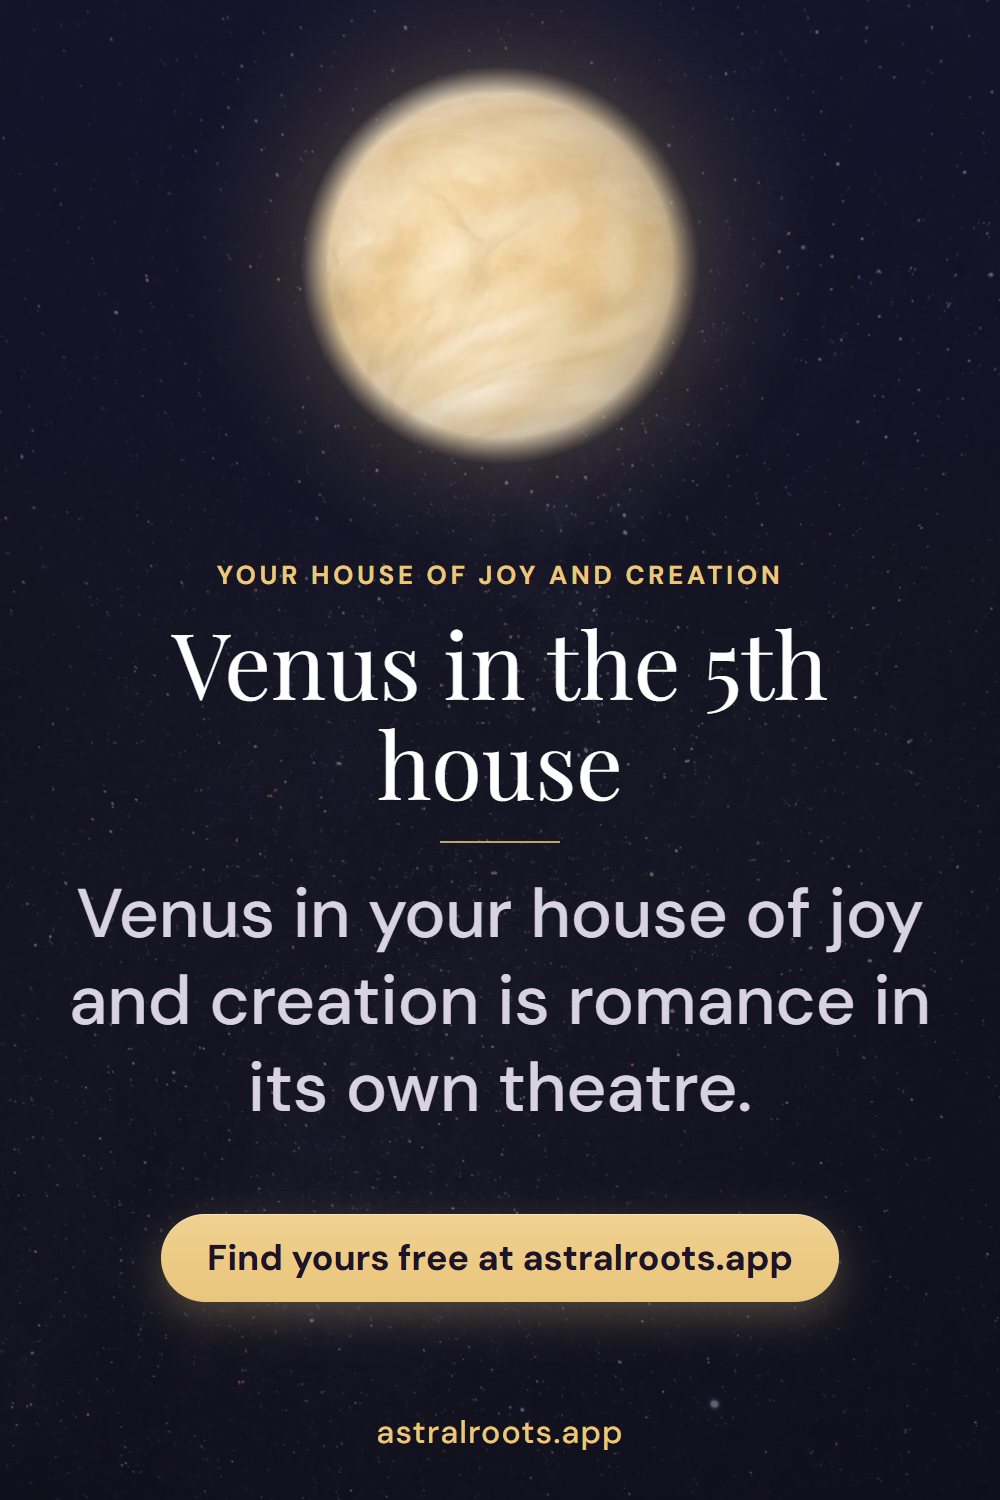 YOUR HOUSE OF JOY AND CREATION
Venus in the 5th
house
Venus in your house of joy
and creation is romance in
its own theatre.
Find yours free at astralroots.app
astralroots.app